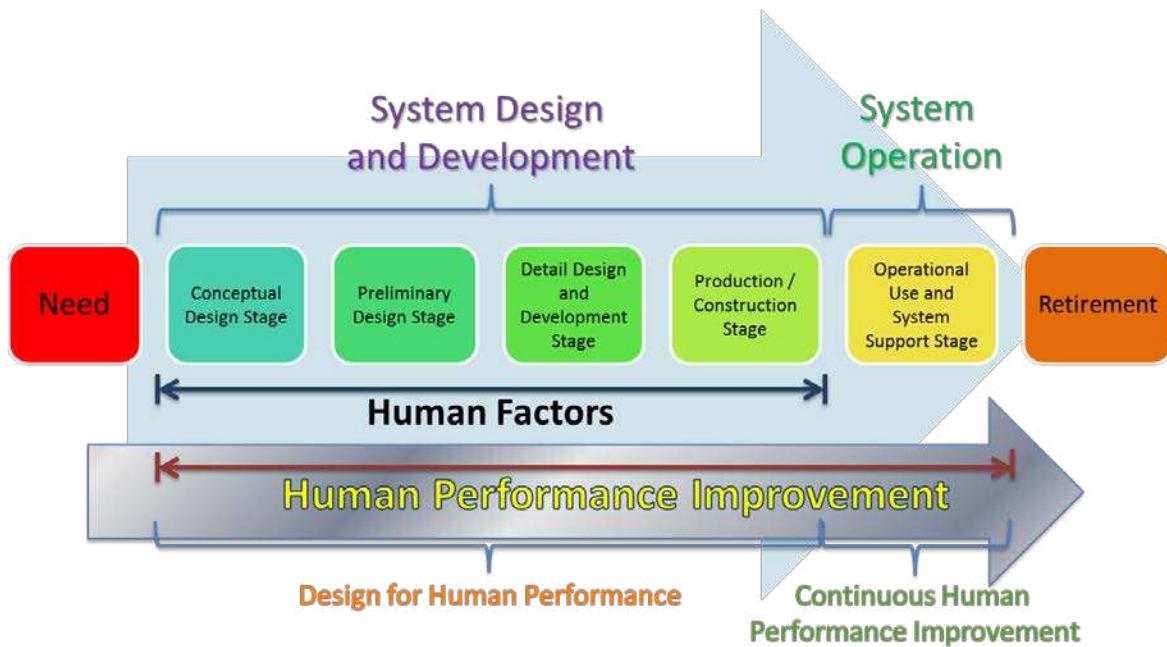 System Design
and Development
System
Operation
Need
Conceptual
Design Stage
Preliminary
Design Stage
Detail Design
and
Development
Stage
Production /
Construction
Stage
Operational
Use and
System
Support Stage
Retirement
Human Factors
Human Performance Improvement
Design for Human Performance
Continuous Human
Performance Improvement